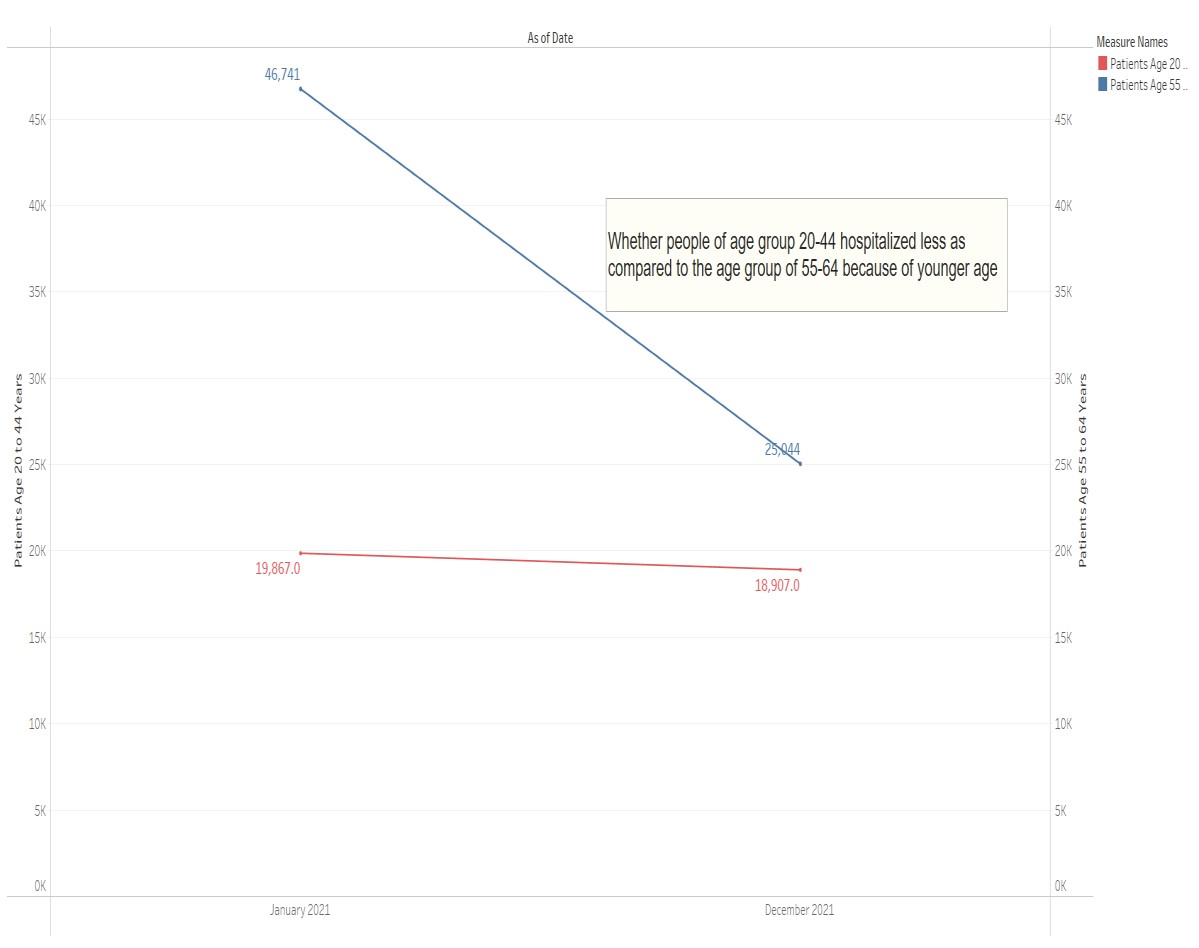 As of Date
Measure Names
Patients Age 20 ..
Patients Age 55 ..
46,741
45K
45K
40K
40K
Whether people of age group 20-44 hospitalized less as
compared to the age group of 55-64 because of younger age
35K
35K
30K
30K
Patients Age 20 to 44 Years
Patients Age 55 to 64 Years
25,044
25K
25K
20K
20K
19,867.0
18,907.0
15K
15K
10K
10K
5K
5K
0K
0K
January 2021
December 2021